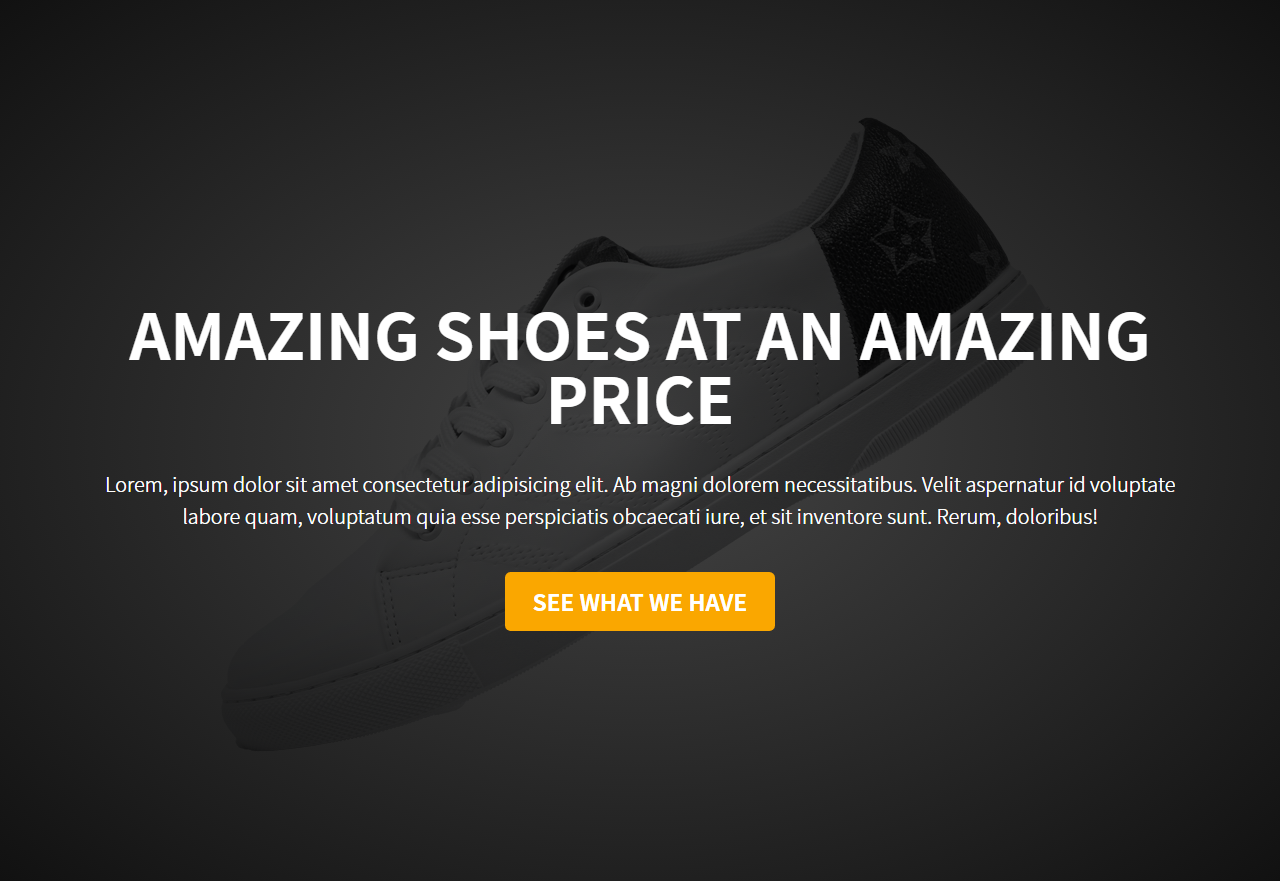 AMAZING SHOES AT AN AMAZING
PRICE
Lorem, ipsum dolor sit amet consectetur adipisicing elit. Ab magni dolorem necessitatibus. Velit aspernatur id voluptate
labore quam, voluptatum quia esse perspiciatis obcaecati iure, et sit inventore sunt. Rerum, doloribus!
SEE WHAT WE HAVE